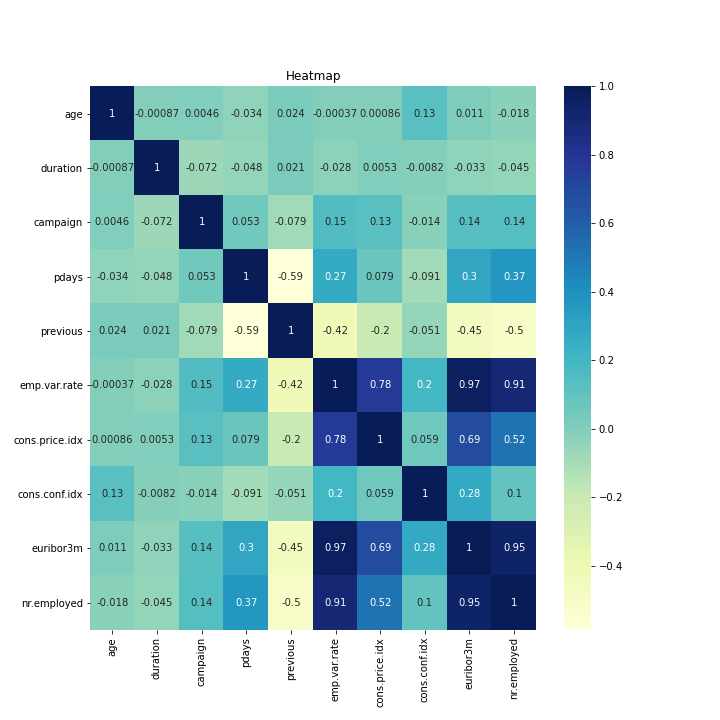 Heatmap
1.0
age 1 -0.00087 0.0046 -0.034 0.024 -0.00037 0.00086 0.13 0.011 -0.018
0.8
duration -0.00087 1 -0.072 -0.048 0.021 -0.028 0.0053 -0.0082 -0.033 -0.045
campaign 0.0046 -0.072 1 0.053 -0.079 0.15 0.13 -0.014 0.14 0.14
0.6
pdays -0.034 -0.048 0.053 1 -0.59 0.27 0.079 -0.091 0.3 0.37
0.4
previous 0.024 0.021 -0.079 -0.59 1 -0.42 -0.2 -0.051 -0.45 -0.5
0.2
emp.var.rate -0.00037 -0.028 0.15 0.27 -0.42 1 0.78 0.2 0.97 0.91
0.0
cons.price.idx 0.00086 0.0053 0.13 0.079 -0.2 0.78 1 0.059 0.69 0.52
−0.2
cons.conf.idx 0.13 -0.0082 -0.014 -0.091 -0.051 0.2 0.059 1 0.28 0.1
euribor3m 0.011 -0.033 0.14 0.3 -0.45 0.97 0.69 0.28 1 0.95
−0.4
nr.employed -0.018 -0.045 0.14 0.37 -0.5 0.91 0.52 0.1 0.95 1
age
duration
campaign
pdays
previous
emp.var.rate
cons.price.idx
cons.conf.idx
euribor3m
nr.employed